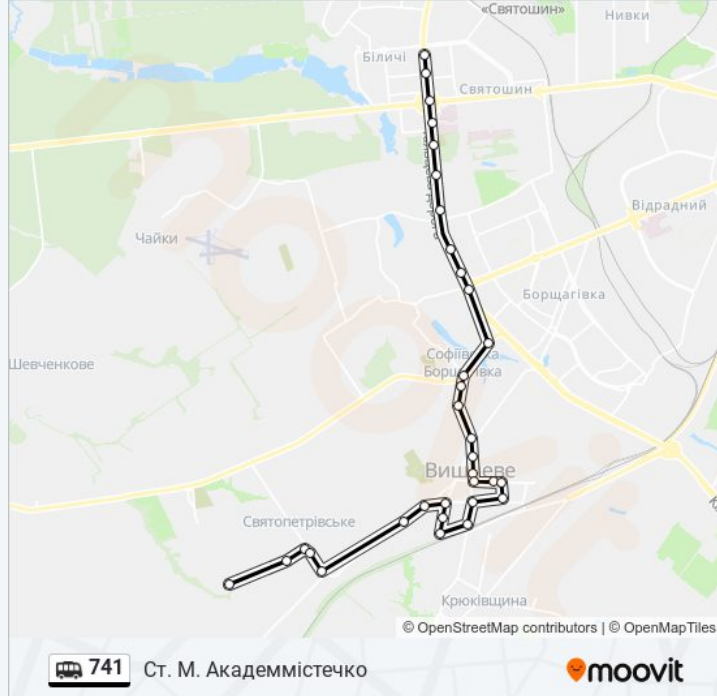 «Святошин»
Нивки
Біличі
Святошин
Відрадний
Чайки
Борщагівка
Софіївська
Борщагівка
Шевченкове
Вишневе
Святопетрівське
Крюківщина
© OpenStreetMap contributors | © OpenMapTiles
741 Ст. М. Академмістечко
moovit